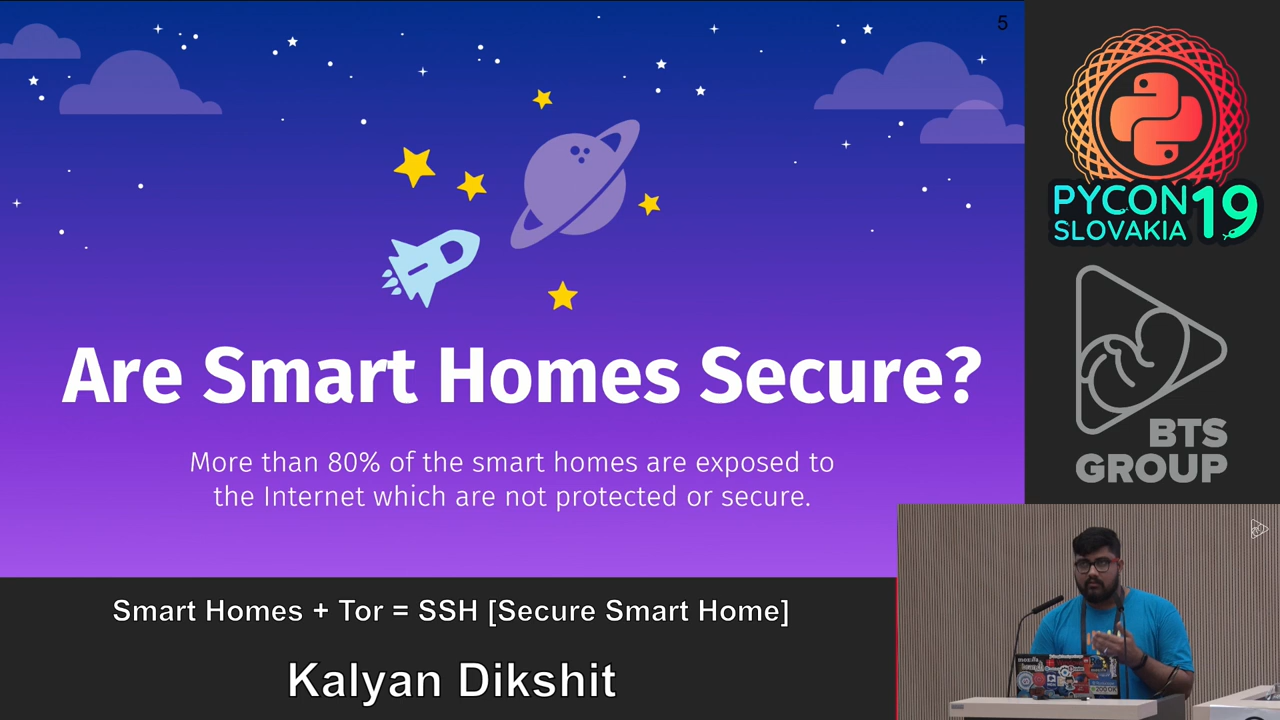 5
Are Smart Homes Secure?
More than 80% of the smart homes are exposed to
the Internet which are not protected or secure.
PYCON 19
SLOVAKIA
BTS
GROUP
Smart Homes + Tor = SSH [Secure Smart Home]
Kalyan Dikshit